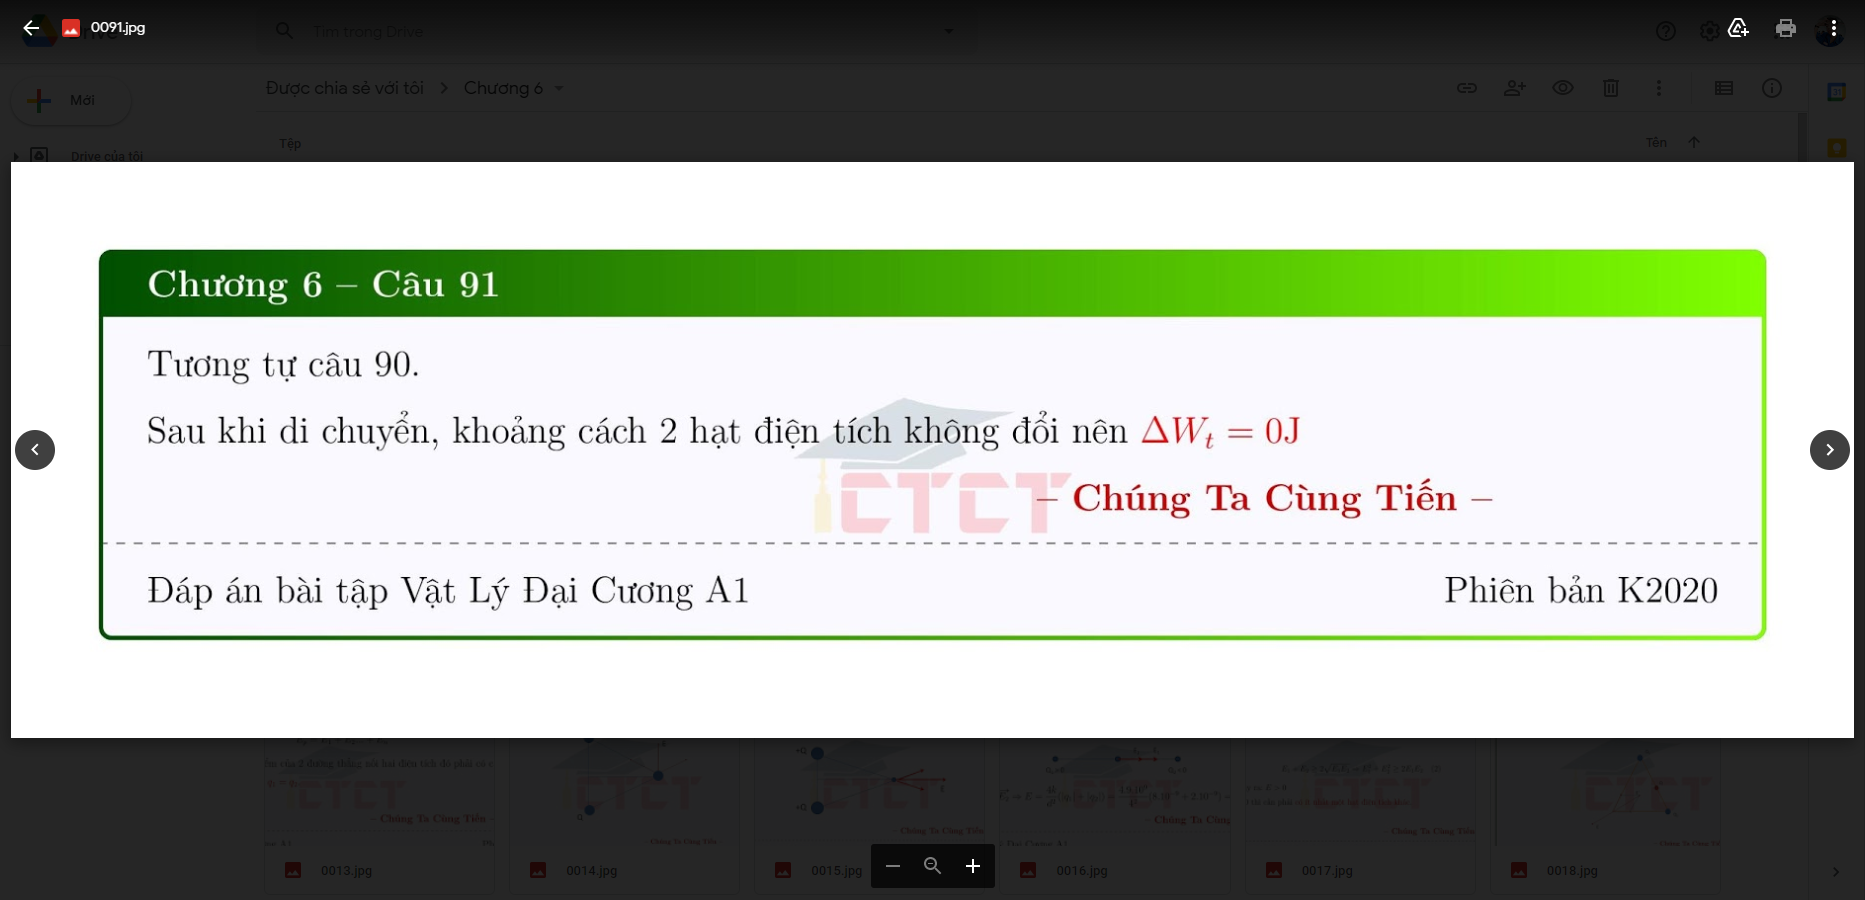 0091.jpg
Tìm trong Drive
Mới
Được chia sẻ với tôi
Chương 6
Tệp
Tên
Drive của tôi
Chương 6 – Câu 91
Tương tự câu 90.
Sau khi di chuyển, khoảng cách 2 hạt điện tích không đổi nên ΔWₜ = 0J
CTCT
– Chúng Ta Cùng Tiến –
Đáp án bài tập Vật Lý Đại Cương A1
Phiên bản K2020
0013.jpg
0014.jpg
0015.jpg
0016.jpg
0017.jpg
0018.jpg